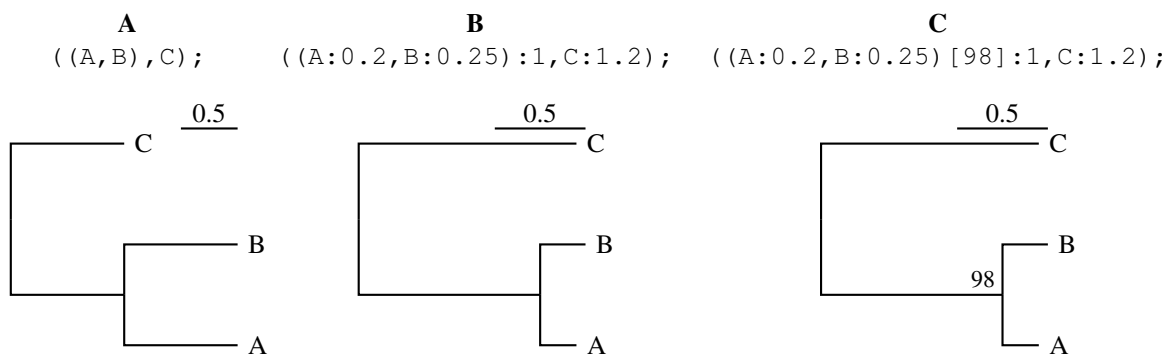 A B C
((A,B),C); ((A:0.2,B:0.25):1,C:1.2); ((A:0.2,B:0.25)[98]:1,C:1.2);
0.5 0.5 0.5
C C C
B B B
98
A A A